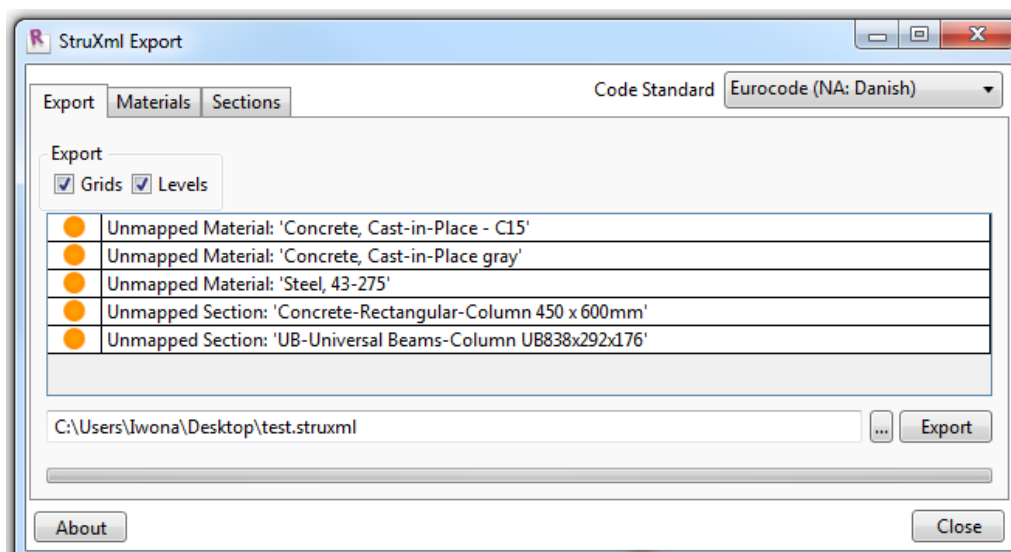 StruXml Export
Code Standard Eurocode (NA: Danish)
Export Materials Sections
Export
Grids Levels
Unmapped Material: 'Concrete, Cast-in-Place - C15'
Unmapped Material: 'Concrete, Cast-in-Place gray'
Unmapped Material: 'Steel, 43-275'
Unmapped Section: 'Concrete-Rectangular-Column 450 x 600mm'
Unmapped Section: 'UB-Universal Beams-Column UB838x292x176'
C:\Users\Iwona\Desktop\test.struxml ... Export
About Close